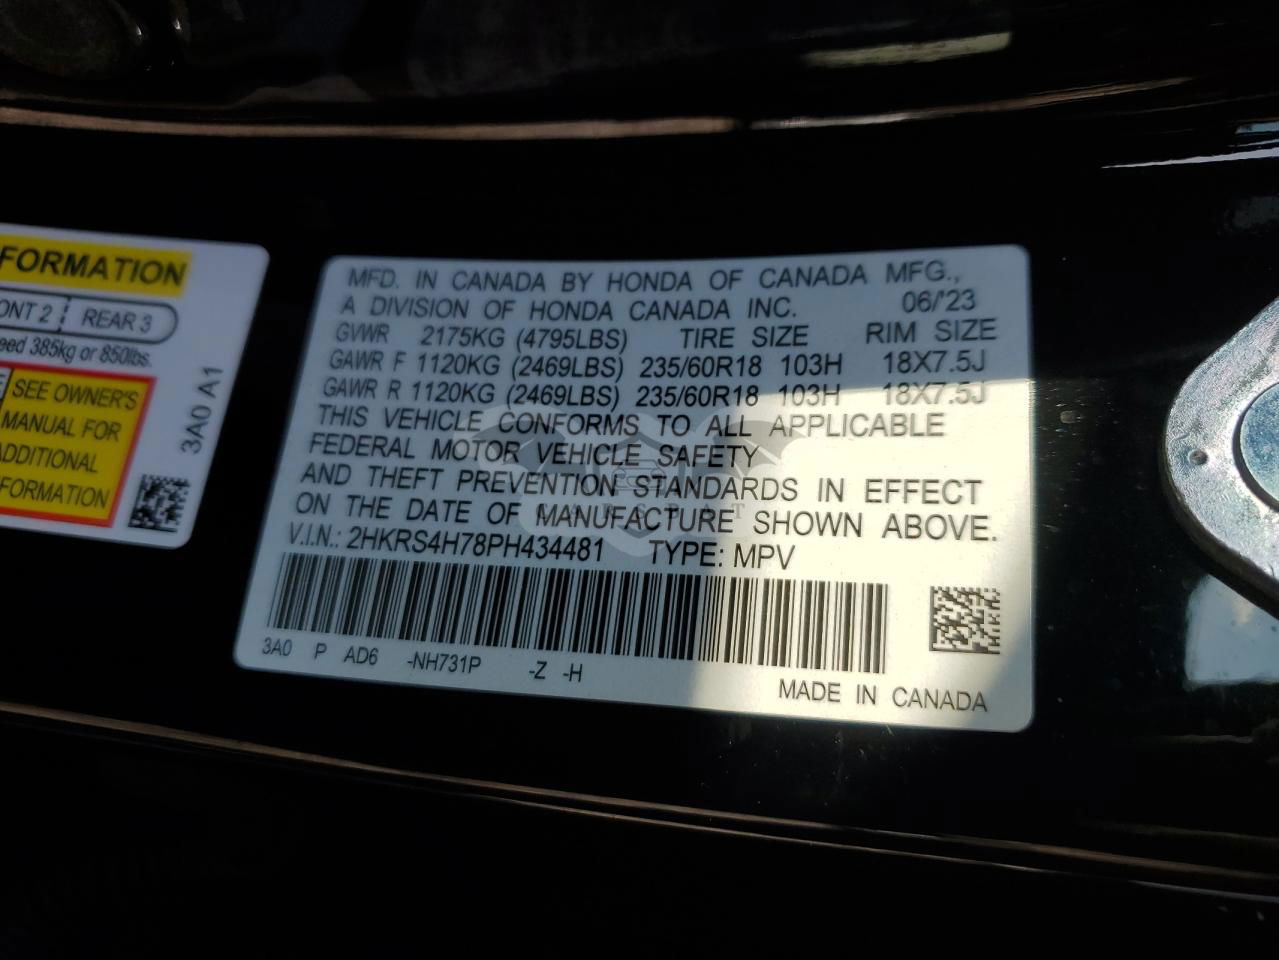 FORMATION
ONT 2 REAR 3
eed 385kg or 850lbs.
SEE OWNER'S
MANUAL FOR
ADDITIONAL
FORMATION
3A0 A1
MFD. IN CANADA BY HONDA OF CANADA MFG.,
A DIVISION OF HONDA CANADA INC. 06/'23
GVWR 2175KG (4795LBS) TIRE SIZE RIM SIZE
GAWR F 1120KG (2469LBS) 235/60R18 103H 18X7.5J
GAWR R 1120KG (2469LBS) 235/60R18 103H 18X7.5J
THIS VEHICLE CONFORMS TO ALL APPLICABLE
FEDERAL MOTOR VEHICLE SAFETY
AND THEFT PREVENTION STANDARDS IN EFFECT
ON THE DATE OF MANUFACTURE SHOWN ABOVE.
V.I.N.: 2HKRS4H78PH434481 TYPE: MPV
3A0 P AD6 -NH731P -Z -H
MADE IN CANADA